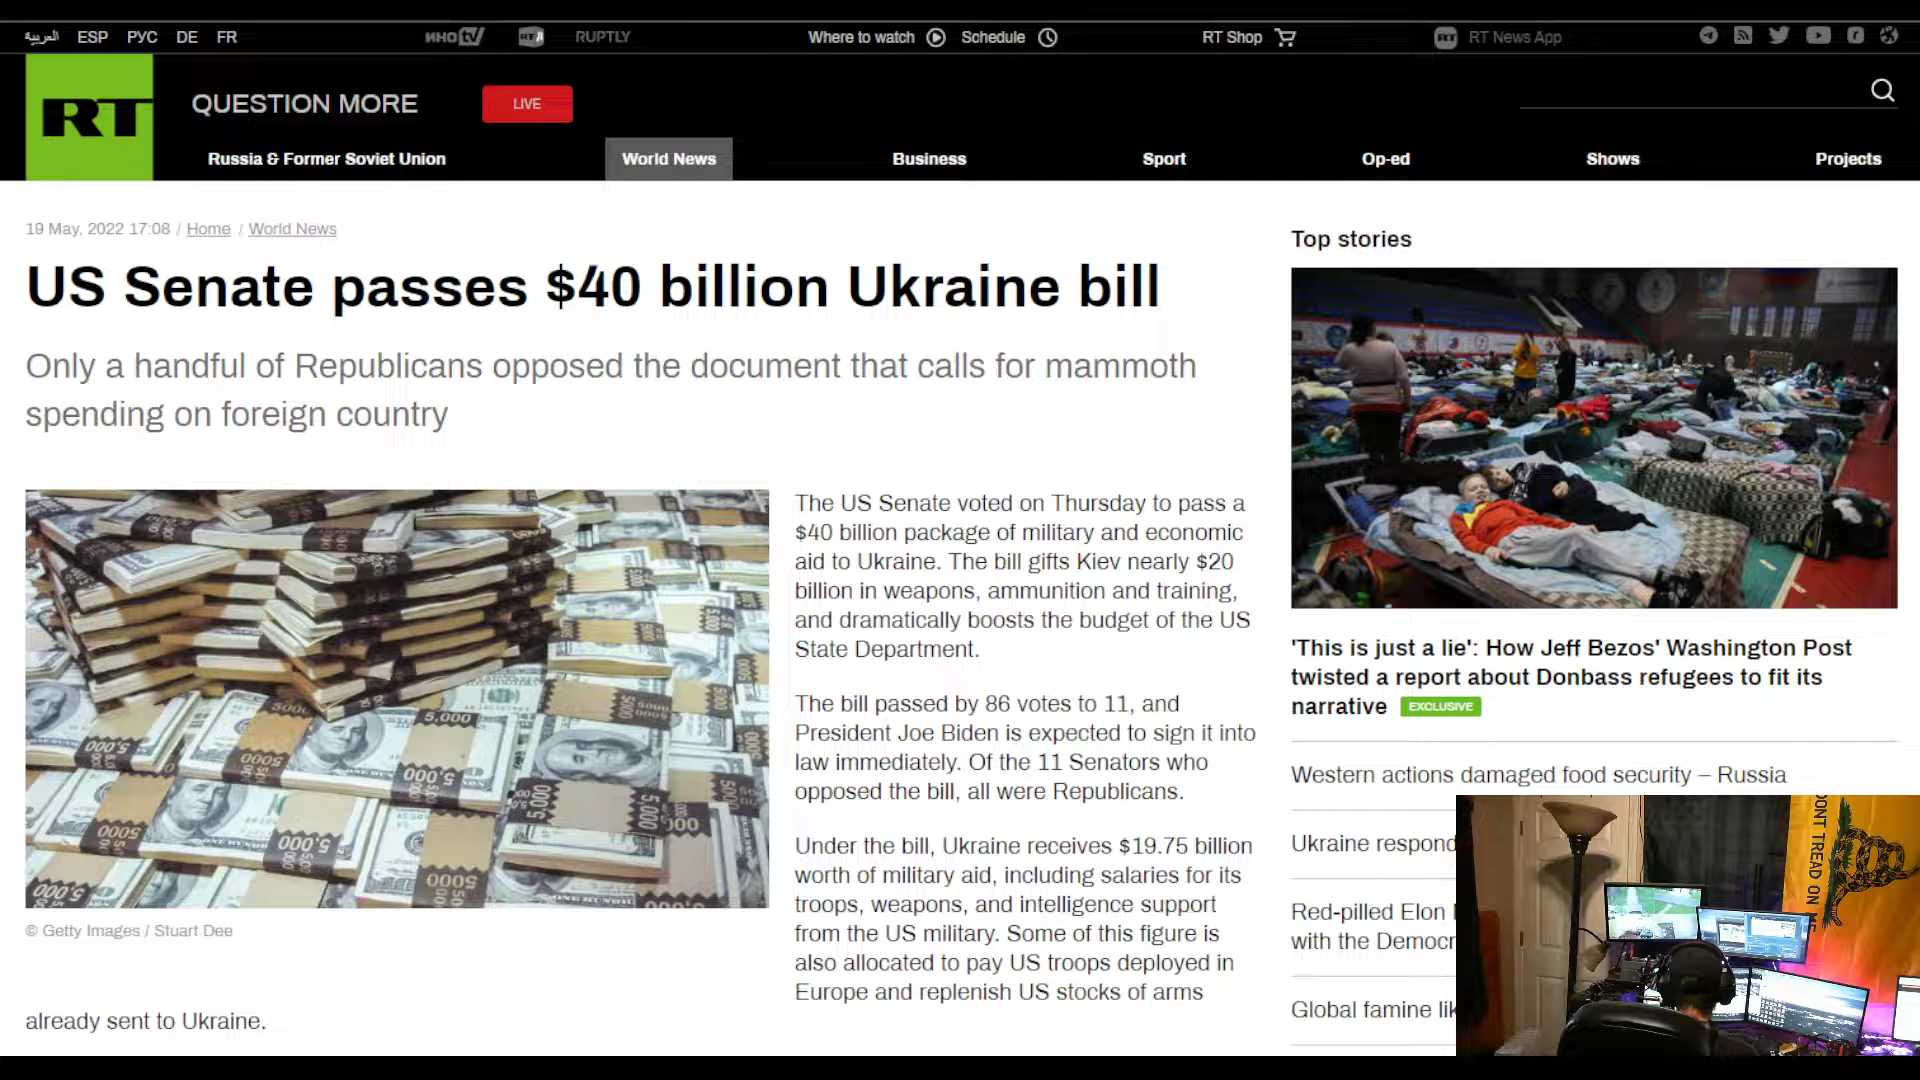 العربية ESP РУС DE FR ИНОTV RUPTLY Where to watch Schedule RT Shop RT News App
RT QUESTION MORE LIVE
Russia & Former Soviet Union World News Business Sport Op-ed Shows Projects
19 May, 2022 17:08 / Home / World News
US Senate passes $40 billion Ukraine bill
Only a handful of Republicans opposed the document that calls for mammoth
spending on foreign country
© Getty Images / Stuart Dee
The US Senate voted on Thursday to pass a
$40 billion package of military and economic
aid to Ukraine. The bill gifts Kiev nearly $20
billion in weapons, ammunition and training,
and dramatically boosts the budget of the US
State Department.
The bill passed by 86 votes to 11, and
President Joe Biden is expected to sign it into
law immediately. Of the 11 Senators who
opposed the bill, all were Republicans.
Under the bill, Ukraine receives $19.75 billion
worth of military aid, including salaries for its
troops, weapons, and intelligence support
from the US military. Some of this figure is
also allocated to pay US troops deployed in
Europe and replenish US stocks of arms
already sent to Ukraine.
Top stories
'This is just a lie': How Jeff Bezos' Washington Post
twisted a report about Donbass refugees to fit its
narrative EXCLUSIVE
Western actions damaged food security – Russia
Ukraine respond
Red-pilled Elon
with the Democr
Global famine lik
DONT TREAD ON ME